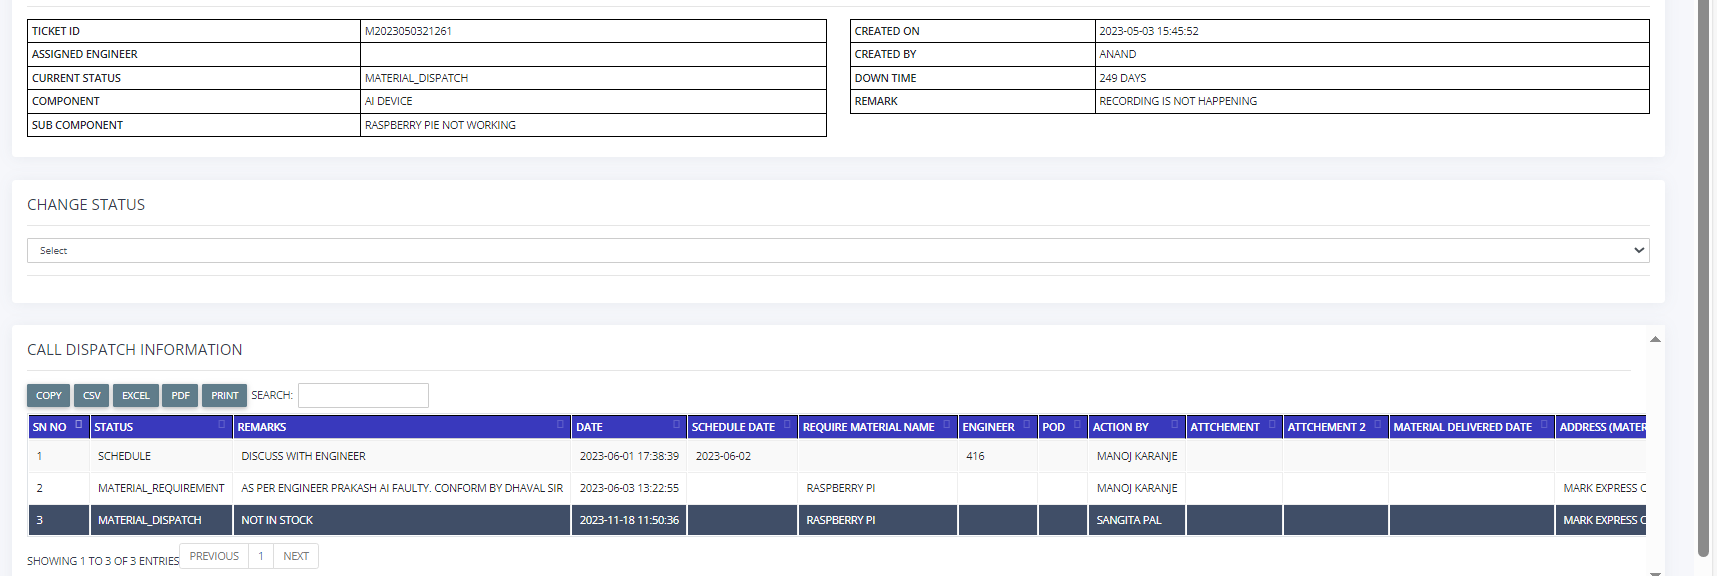 TICKET ID M2023050321261
ASSIGNED ENGINEER
CURRENT STATUS MATERIAL_DISPATCH
COMPONENT AI DEVICE
SUB COMPONENT RASPBERRY PIE NOT WORKING
CREATED ON 2023-05-03 15:45:52
CREATED BY ANAND
DOWN TIME 249 DAYS
REMARK RECORDING IS NOT HAPPENING
CHANGE STATUS
Select
CALL DISPATCH INFORMATION
COPY CSV EXCEL PDF PRINT SEARCH:
SN NO STATUS REMARKS DATE SCHEDULE DATE REQUIRE MATERIAL NAME ENGINEER POD ACTION BY ATTCHEMENT ATTCHEMENT 2 MATERIAL DELIVERED DATE ADDRESS (MATER
1 SCHEDULE DISCUSS WITH ENGINEER 2023-06-01 17:38:39 2023-06-02 416 MANOJ KARANJE
2 MATERIAL_REQUIREMENT AS PER ENGINEER PRAKASH AI FAULTY. CONFORM BY DHAVAL SIR 2023-06-03 13:22:55 RASPBERRY PI MANOJ KARANJE MARK EXPRESS C
3 MATERIAL_DISPATCH NOT IN STOCK 2023-11-18 11:50:36 RASPBERRY PI SANGITA PAL MARK EXPRESS C
SHOWING 1 TO 3 OF 3 ENTRIES PREVIOUS 1 NEXT